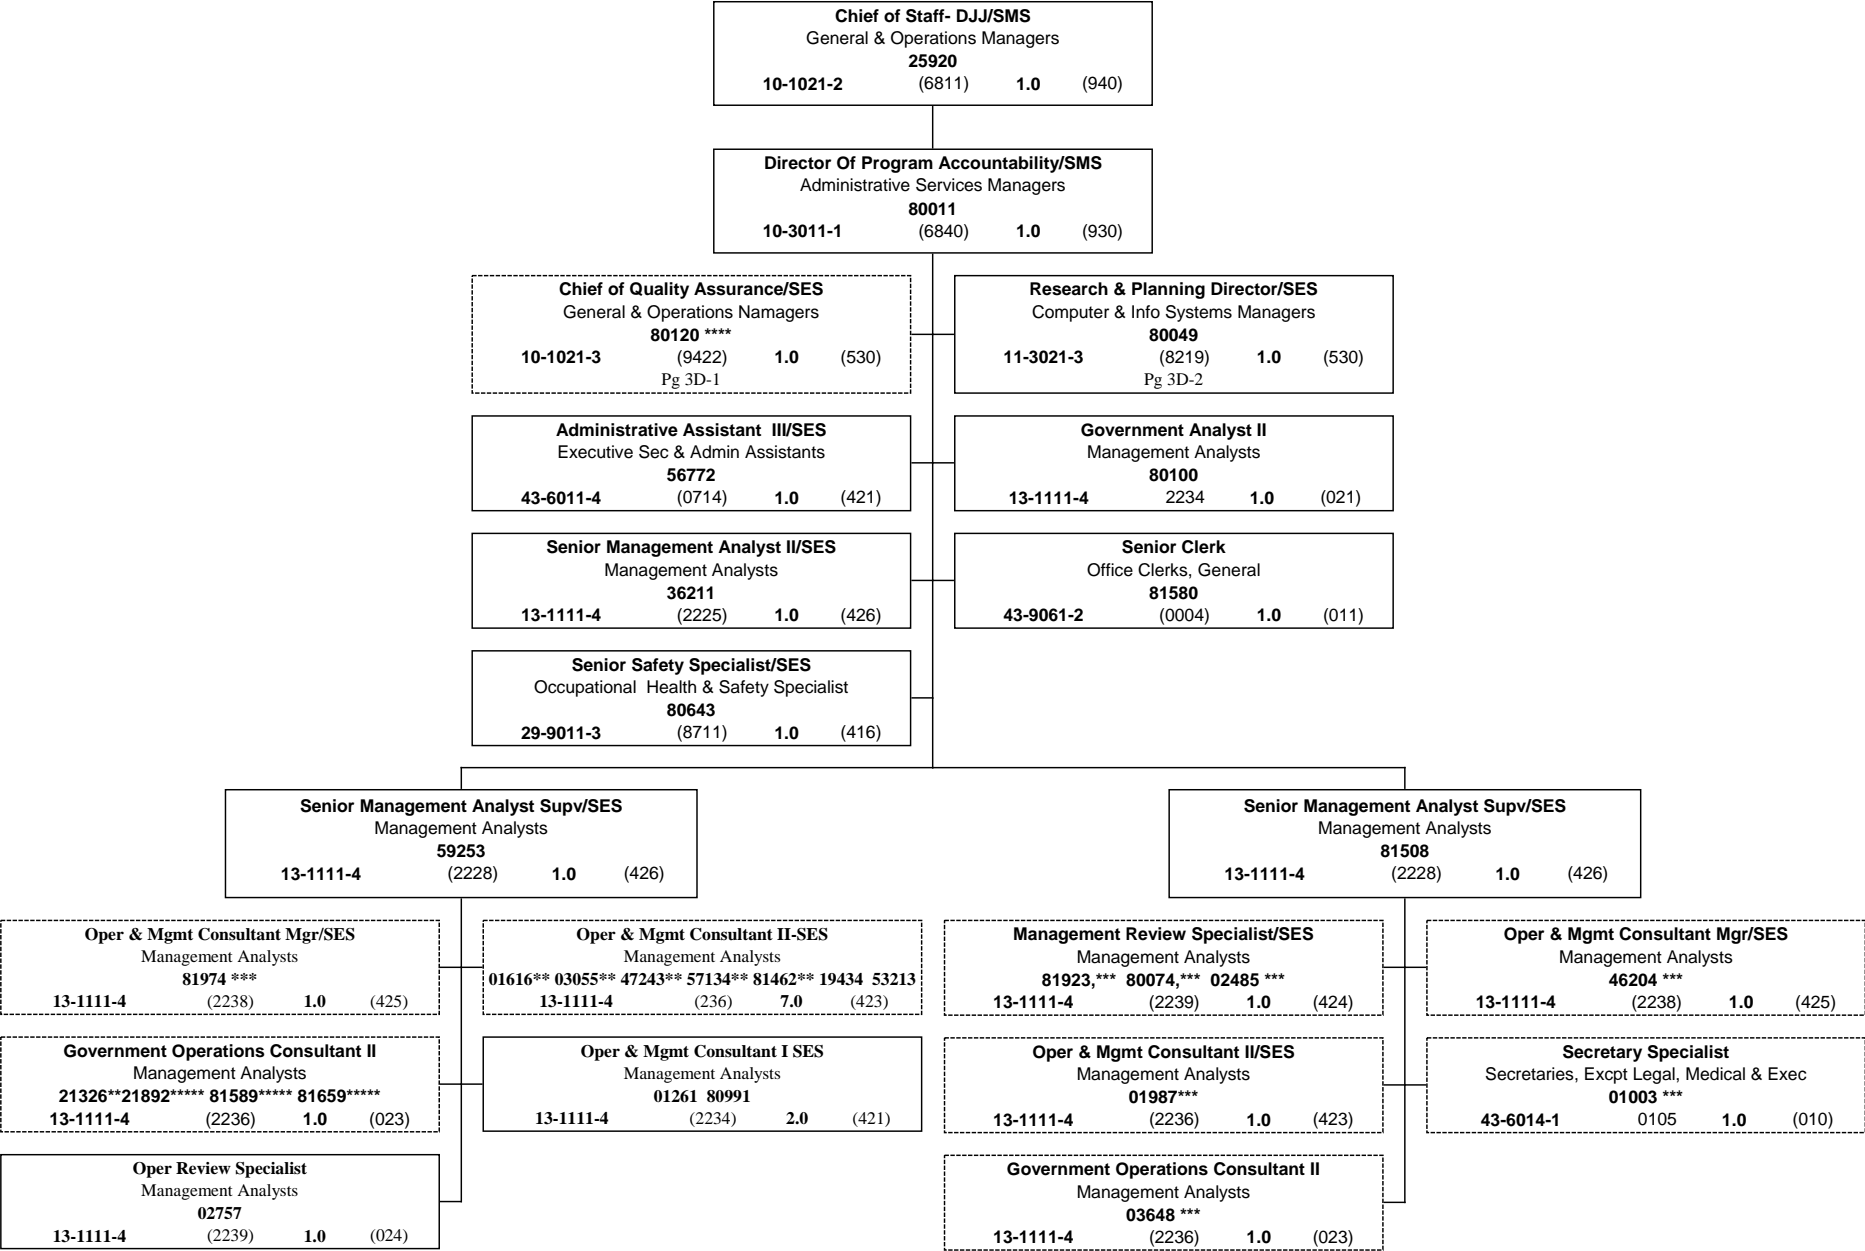 Chief of Staff- DJJ/SMS
General & Operations Managers
25920
10-1021-2 (6811) 1.0 (940)
Director Of Program Accountability/SMS
Administrative Services Managers
80011
10-3011-1 (6840) 1.0 (930)
Chief of Quality Assurance/SES
General & Operations Namagers
80120 ****
10-1021-3 (9422) 1.0 (530)
Pg 3D-1
Research & Planning Director/SES
Computer & Info Systems Managers
80049
11-3021-3 (8219) 1.0 (530)
Pg 3D-2
Administrative Assistant III/SES
Executive Sec & Admin Assistants
56772
43-6011-4 (0714) 1.0 (421)
Government Analyst II
Management Analysts
80100
13-1111-4 2234 1.0 (021)
Senior Management Analyst II/SES
Management Analysts
36211
13-1111-4 (2225) 1.0 (426)
Senior Clerk
Office Clerks, General
81580
43-9061-2 (0004) 1.0 (011)
Senior Safety Specialist/SES
Occupational Health & Safety Specialist
80643
29-9011-3 (8711) 1.0 (416)
Senior Management Analyst Supv/SES
Management Analysts
59253
13-1111-4 (2228) 1.0 (426)
Senior Management Analyst Supv/SES
Management Analysts
81508
13-1111-4 (2228) 1.0 (426)
Oper & Mgmt Consultant Mgr/SES
Management Analysts
81974 ***
13-1111-4 (2238) 1.0 (425)
Oper & Mgmt Consultant II-SES
Management Analysts
01616** 03055** 47243** 57134** 81462** 19434 53213
13-1111-4 (236) 7.0 (423)
Management Review Specialist/SES
Management Analysts
81923,*** 80074,*** 02485 ***
13-1111-4 (2239) 1.0 (424)
Oper & Mgmt Consultant Mgr/SES
Management Analysts
46204 ***
13-1111-4 (2238) 1.0 (425)
Government Operations Consultant II
Management Analysts
21326**21892***** 81589***** 81659*****
13-1111-4 (2236) 1.0 (023)
Oper & Mgmt Consultant I SES
Management Analysts
01261 80991
13-1111-4 (2234) 2.0 (421)
Oper & Mgmt Consultant II/SES
Management Analysts
01987***
13-1111-4 (2236) 1.0 (423)
Secretary Specialist
Secretaries, Excpt Legal, Medical & Exec
01003 ***
43-6014-1 0105 1.0 (010)
Oper Review Specialist
Management Analysts
02757
13-1111-4 (2239) 1.0 (024)
Government Operations Consultant II
Management Analysts
03648 ***
13-1111-4 (2236) 1.0 (023)